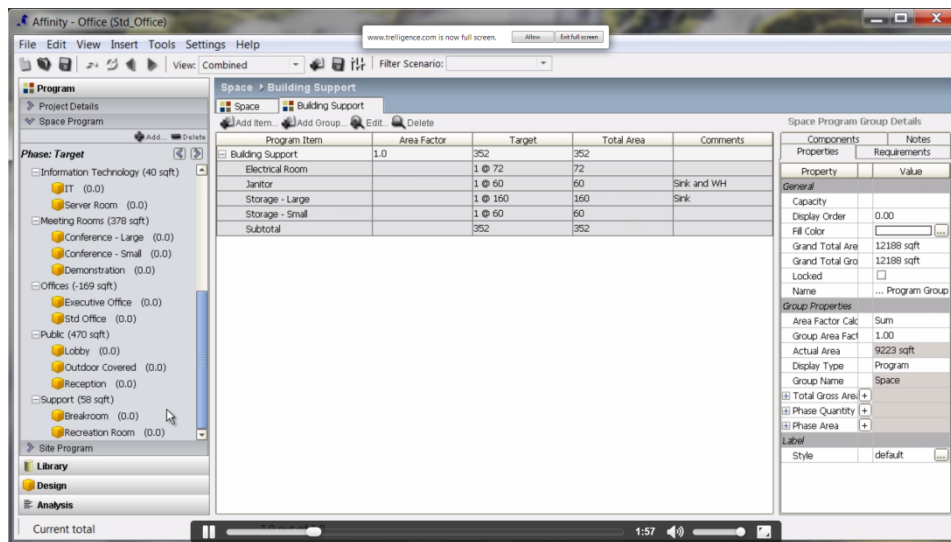 Affinity - Office (Std_Office)
www.trelligence.com is now full screen. Allow Exit full screen
File Edit View Insert Tools Settings Help
View: Combined Filter Scenario:
Program
Project Details
Space Program
Add... Delete
Phase: Target
Information Technology (40 sqft)
IT (0.0)
Server Room (0.0)
Meeting Rooms (378 sqft)
Conference - Large (0.0)
Conference - Small (0.0)
Demonstration (0.0)
Offices (-169 sqft)
Executive Office (0.0)
Std Office (0.0)
Public (470 sqft)
Lobby (0.0)
Outdoor Covered (0.0)
Reception (0.0)
Support (58 sqft)
Breakroom (0.0)
Recreation Room (0.0)
Site Program
Library
Design
Analysis
Current total
Space Building Support
Space Building Support
Add Item... Add Group... Edit... Delete
Program Item Area Factor Target Total Area Comments
Building Support 1.0 352 352
Electrical Room 1 @ 72 72
Janitor 1 @ 60 60 Sink and WH
Storage - Large 1 @ 160 160 Sink
Storage - Small 1 @ 60 60
Subtotal 352 352
Space Program Group Details
Components Notes
Properties Requirements
Property Value
General
Capacity
Display Order 0.00
Fill Color ...
Grand Total Are 12188 sqft
Grand Total Gro 12188 sqft
Locked
Name ... Program Group
Group Properties
Area Factor Calc Sum
Group Area Fact 1.00
Actual Area 9223 sqft
Display Type Program
Group Name Space
Total Gross Area +
Phase Quantity +
Phase Area +
Label
Style default ...
1:57